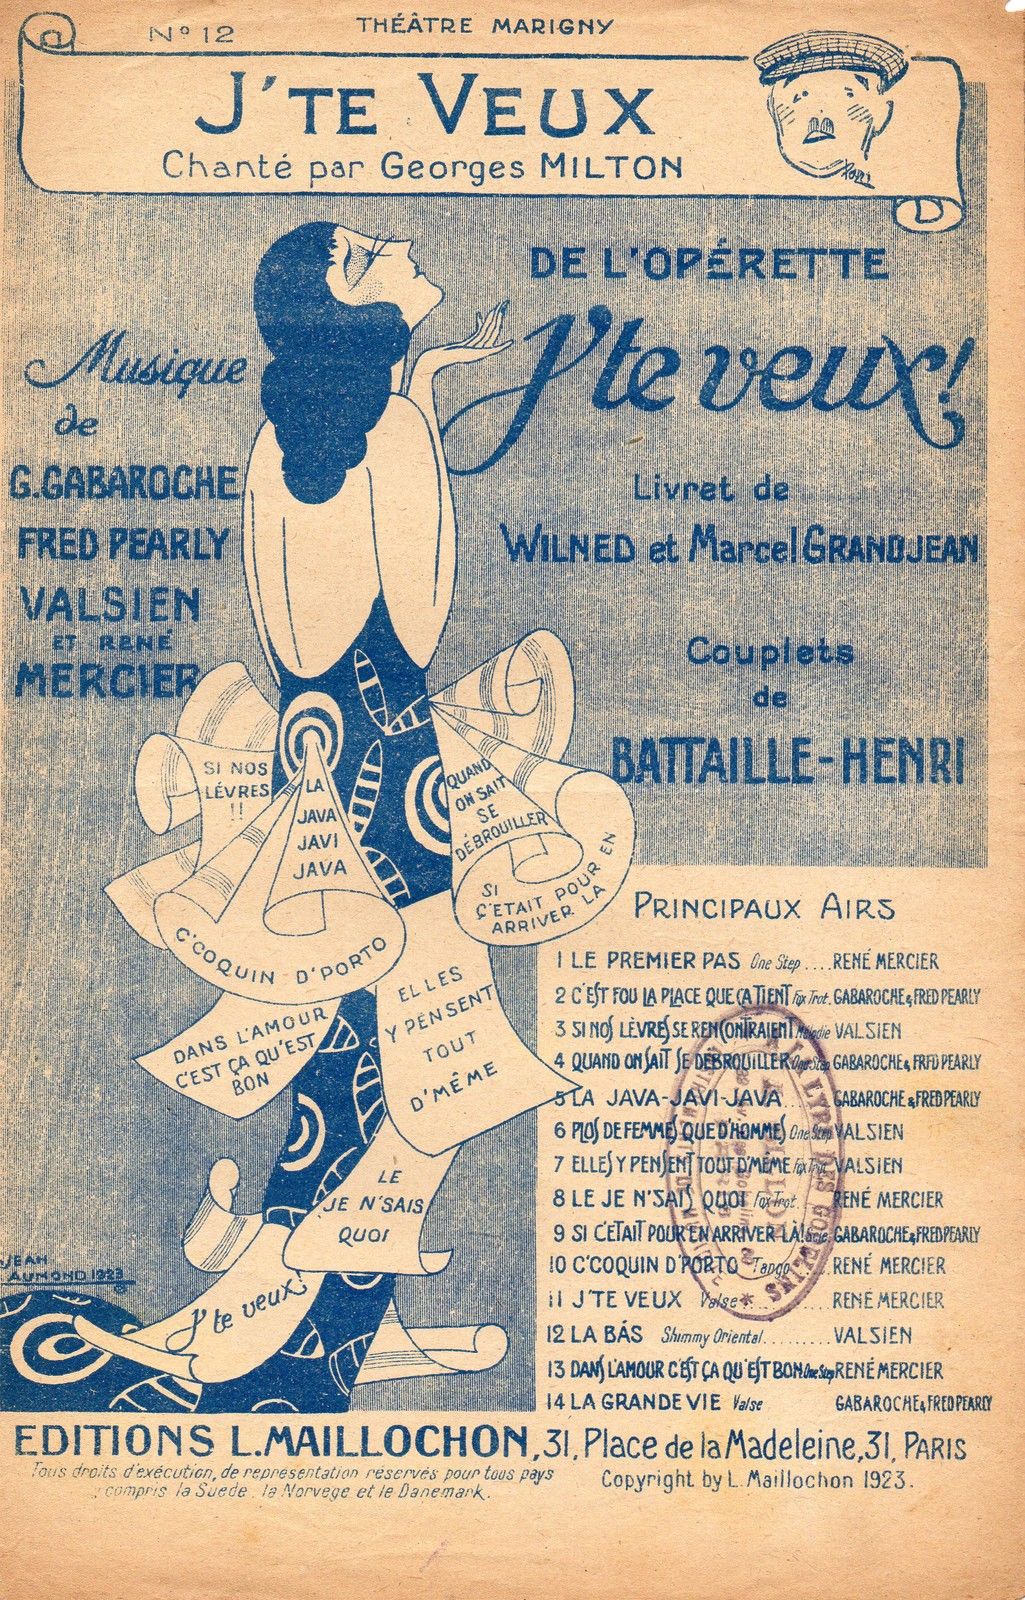 THÉÂTRE MARIGNY
Nº 12
J'TE VEUX
Chanté par Georges MILTON
DE L'OPÉRETTE
J'te veux!
Musique
de
G. GABAROCHE
FRED PEARLY
VALSIEN
ET RENÉ
MERCIER
Livret de
WILNED et Marcel GRANDJEAN
Couplets
de
BATTAILLE-HENRI
SI NOS
LÉVRES
!!
LA
JAVA
JAVI
JAVA
C'COQUIN D'PORTO
QUAND
ON SAIT
SE
DÉBROUILLER
SI
C'ETAIT POUR EN
ARRIVER LA
DANS L'AMOUR
C'EST ÇA QU'EST
BON
ELLES
Y PENSENT
TOUT
D'MÊME
LE
JE N'SAIS
QUOI
J'te veux!
JEAN
AUMOND 1923
PRINCIPAUX AIRS
1 LE PREMIER PAS One Step .... RENÉ MERCIER
2 C'EST FOU LA PLACE QUE ÇA TIENT Fox Trot. GABAROCHE & FRED PEARLY
3 SI NOS LÈVRES SE RENCONTRAIENT Mélodie VALSIEN
4 QUAND ON SAIT SE DEBROUILLER One Step GABAROCHE & FRED PEARLY
5 LA JAVA-JAVI-JAVA ... GABAROCHE & FRED PEARLY
6 PLUS DE FEMMES QUE D'HOMMES One Step VALSIEN
7 ELLES Y PENSENT TOUT D'MÊME Fox Trot VALSIEN
8 LE JE N'SAIS QUOI Fox Trot. RENÉ MERCIER
9 SI C'ETAIT POUR EN ARRIVER LÀ! GABAROCHE & FRED PEARLY
10 C'COQUIN D'PORTO Tango .... RENÉ MERCIER
11 J'TE VEUX Valse .......... RENÉ MERCIER
12 LA BÁS Shimmy Oriental......... VALSIEN
13 DANS L'AMOUR C'EST ÇA QU'EST BON One Step RENÉ MERCIER
14 LA GRANDE VIE Valse GABAROCHE & FRED PEARLY
EDITIONS L. MAILLOCHON, 31, Place de la Madeleine, 31, PARIS
Tous droits d'exécution, de representation réservés pour tous pays
y compris la Suede, la Norvege et le Danemark.
Copyright by L. Maillochon 1923.